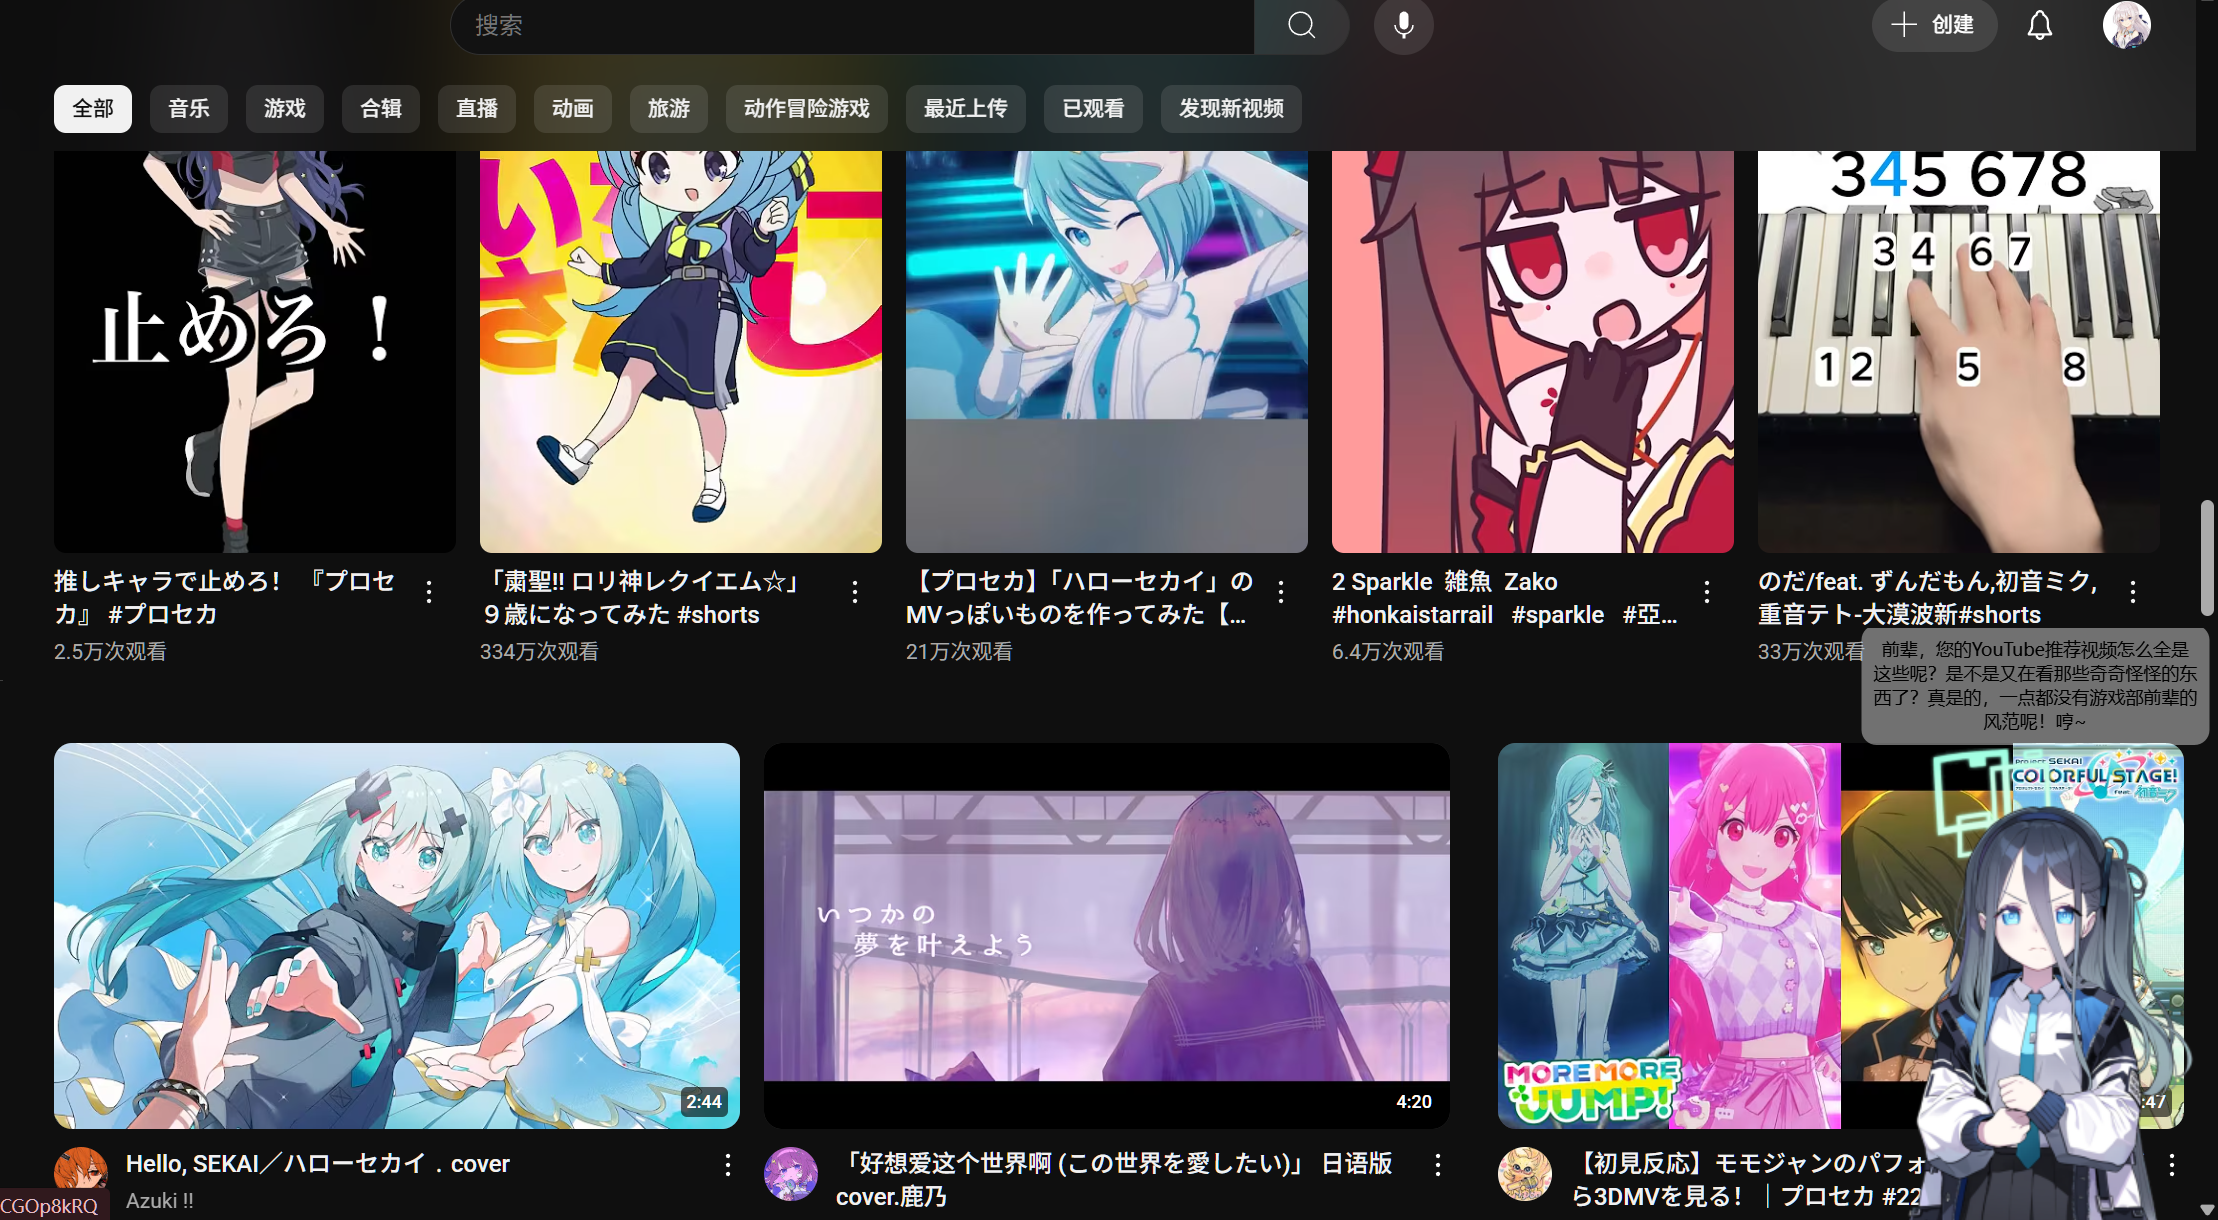 搜索
创建
全部
音乐
游戏
合辑
直播
动画
旅游
动作冒险游戏
最近上传
已观看
发现新视频
止めろ！
345 678
3 4 6 7
1 2 5 8
推しキャラで止めろ！ 『プロセ
カ』 #プロセカ
2.5万次观看
「粛聖!! ロリ神レクイエム☆」
９歳になってみた #shorts
334万次观看
【プロセカ】「ハローセカイ」の
MVっぽいものを作ってみた【...
21万次观看
2 Sparkle 雑魚 Zako
#honkaistarrail #sparkle #亞...
6.4万次观看
のだ/feat. ずんだもん,初音ミク,
重音テト-大漠波新#shorts
33万次观看
前辈，您的YouTube推荐视频怎么全是
这些呢？是不是又在看那些奇奇怪怪的东
西了？真是的，一点都没有游戏部前辈的
风范呢！哼~
2:44
Hello, SEKAI／ハローセカイ．cover
Azuki !!
いつかの
夢を叶えよう
4:20
「好想爱这个世界啊 (この世界を愛したい)」 日语版
cover.鹿乃
PROJECT SEKAI
COLORFUL STAGE!
feat. 初音ミク
MORE MORE
JUMP!
:47
【初見反応】モモジャンのパフォ
ら3DMVを見る！｜プロセカ #22
CGOp8kRQ